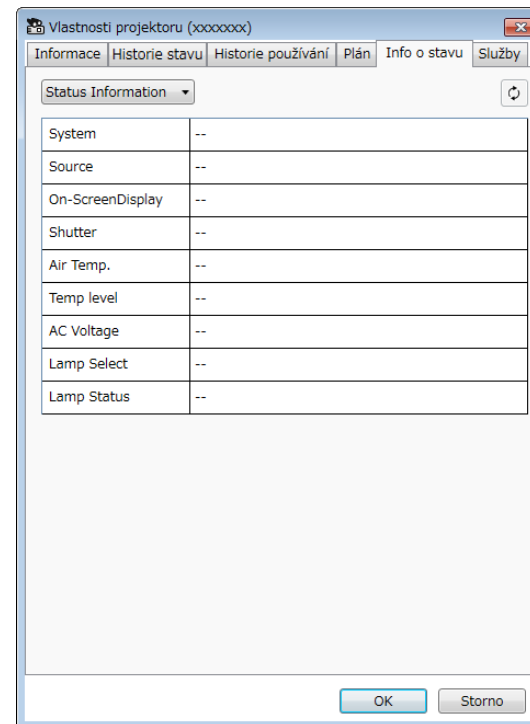 Vlastnosti projektoru (xxxxxxx)
Informace Historie stavu Historie používání Plán Info o stavu Služby
Status Information
System --
Source --
On-ScreenDisplay --
Shutter --
Air Temp. --
Temp level --
AC Voltage --
Lamp Select --
Lamp Status --
OK Storno